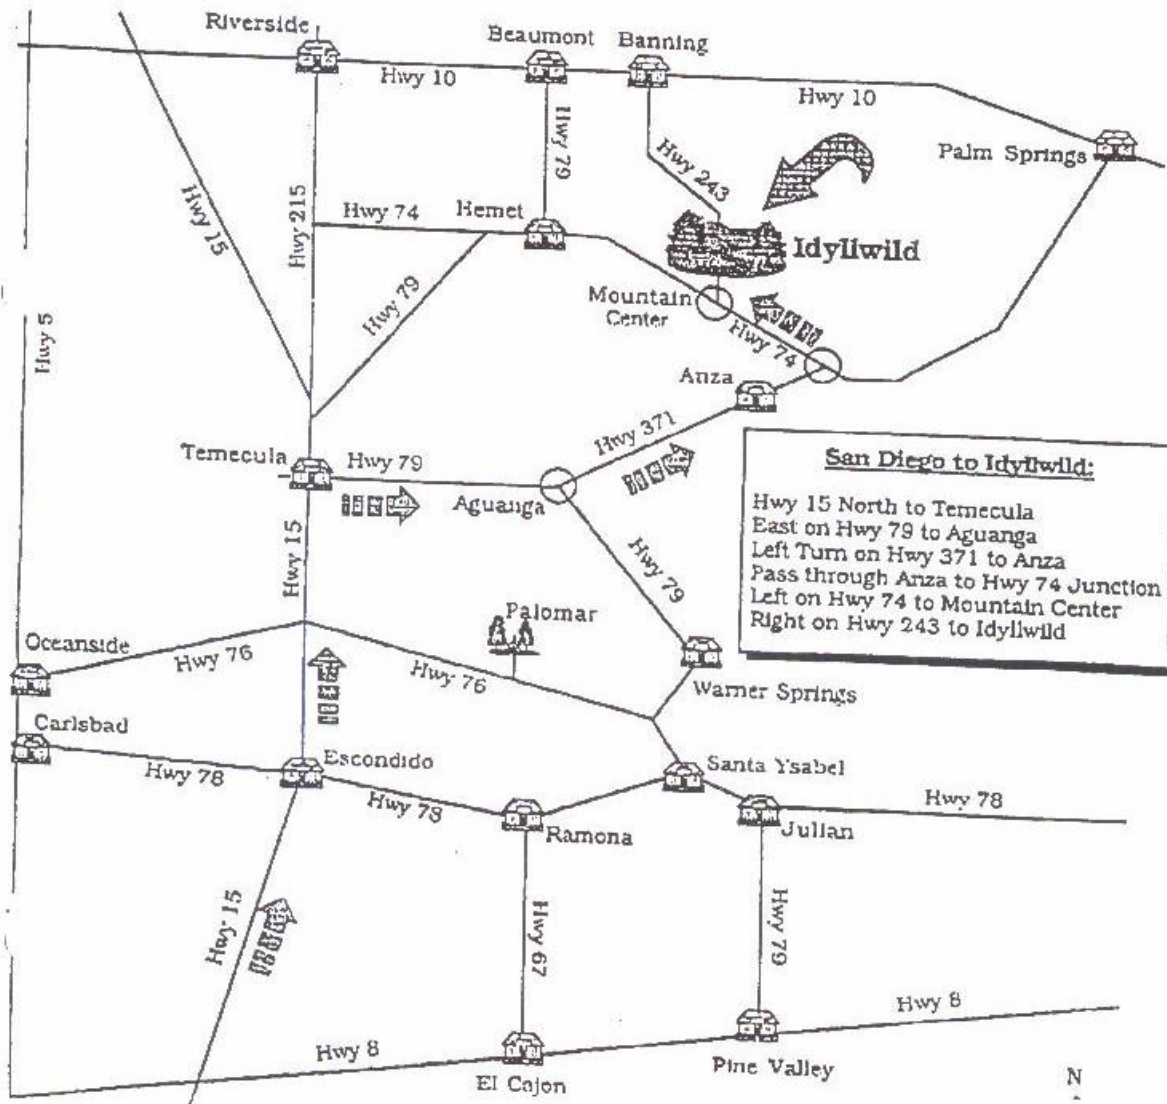 Riverside
Beaumont
Banning
Hwy 10
Hwy 10
Palm Springs
Hwy 79
Hwy 243
Hwy 15
Hwy 215
Hwy 74
Hemet
Idyllwild
Hwy 79
Mountain
Center
Hwy 5
Hwy 74
Anza
Hwy 371
Temecula
Hwy 79
Aguanga
San Diego to Idyllwild:
Hwy 15 North to Temecula
East on Hwy 79 to Aguanga
Left Turn on Hwy 371 to Anza
Pass through Anza to Hwy 74 Junction
Left on Hwy 74 to Mountain Center
Right on Hwy 243 to Idyllwild
Hwy 15
Hwy 79
Palomar
Oceanside
Hwy 76
Hwy 76
Warner Springs
Carlsbad
Escondido
Santa Ysabel
Hwy 78
Hwy 78
Hwy 78
Ramona
Julian
Hwy 15
Hwy 67
Hwy 79
Hwy 8
Hwy 8
El Cajon
Pine Valley
N